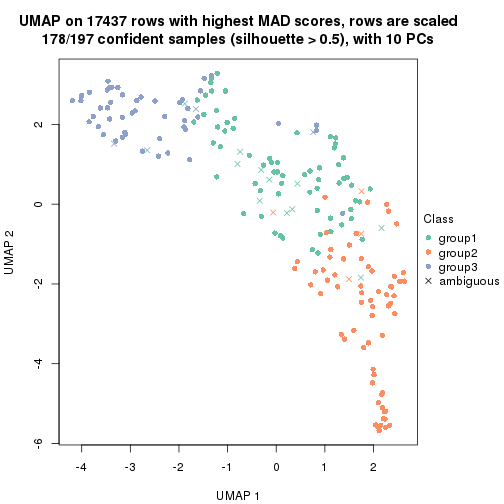 UMAP on 17437 rows with highest MAD scores, rows are scaled
178/197 confident samples (silhouette > 0.5), with 10 PCs
UMAP 2
2
0
-2
-4
-6
-4
-3
-2
-1
0
1
2
UMAP 1
Class
group1
group2
group3
ambiguous